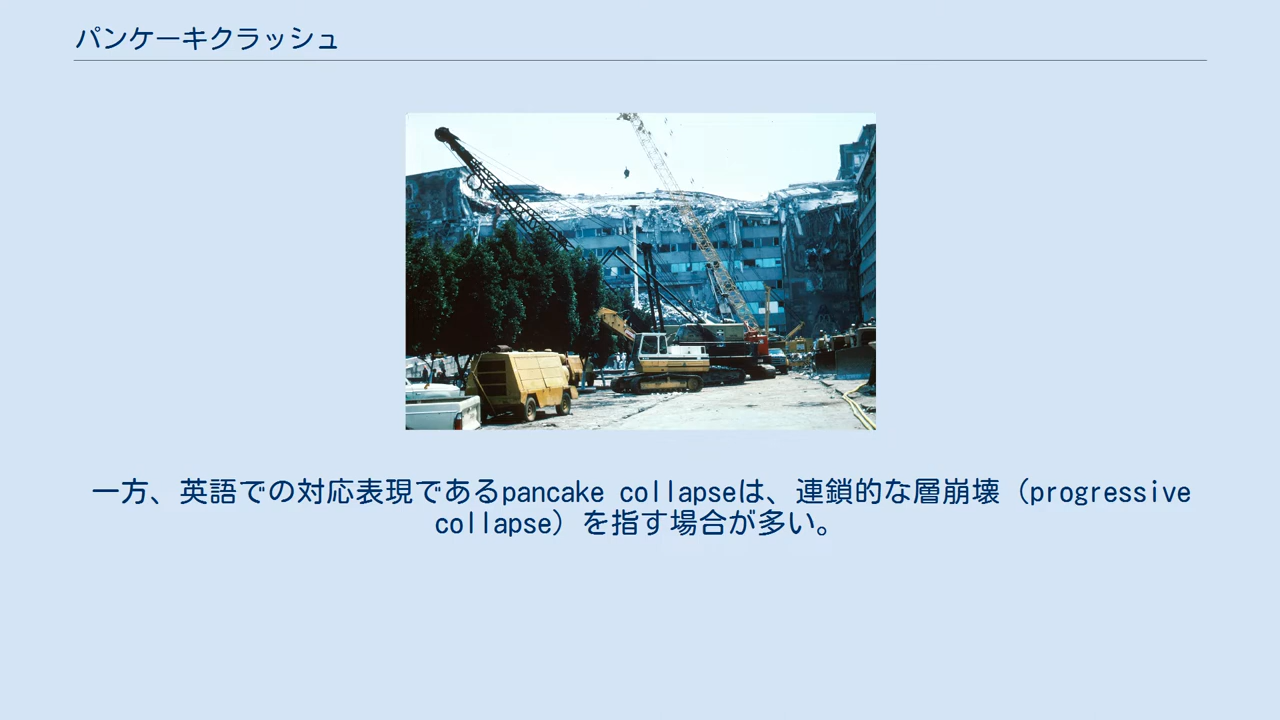 パンケーキクラッシュ
一方、英語での対応表現であるpancake collapseは、連鎖的な層崩壊（progressive
collapse）を指す場合が多い。